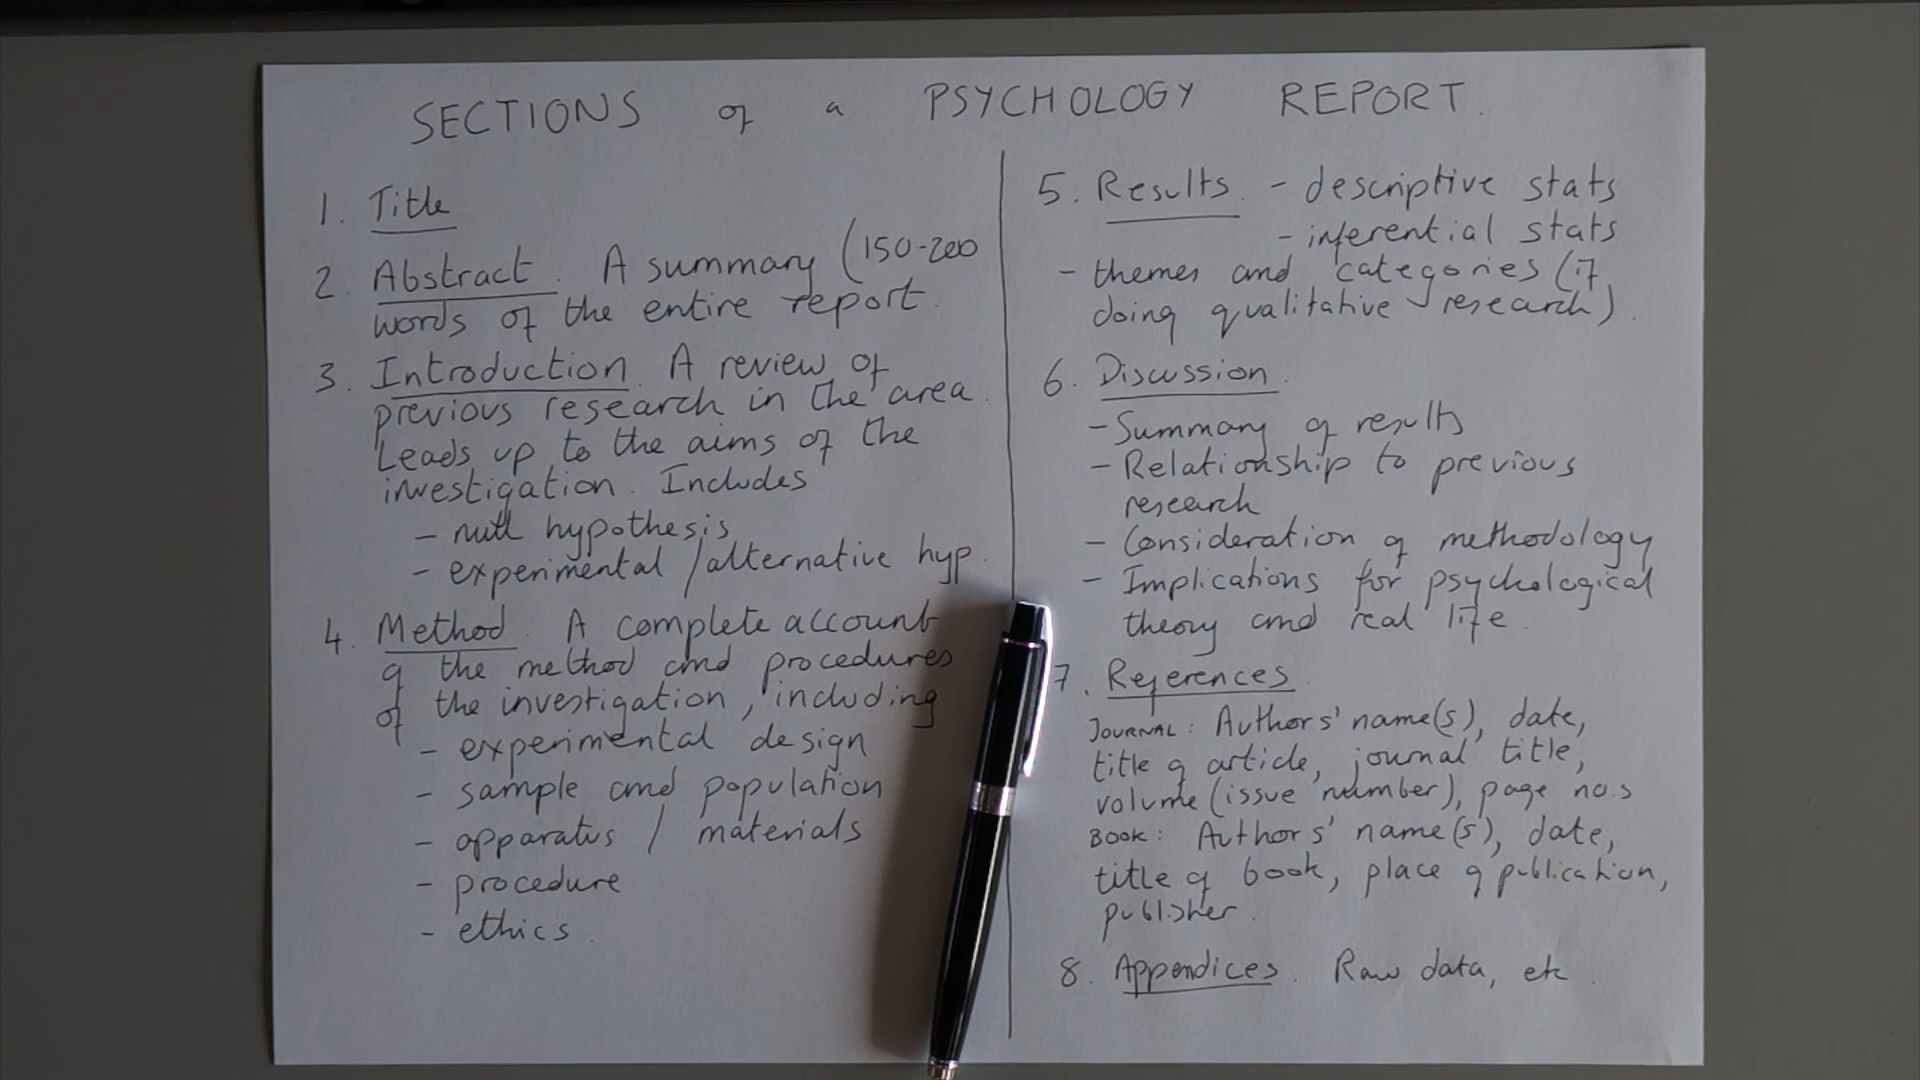 SECTIONS of a PSYCHOLOGY REPORT.
1. Title
2. Abstract. A summary (150-200
words of the entire report.
3. Introduction. A review of
previous research in the area.
Leads up to the aims of the
investigation. Includes
- null hypothesis
- experimental / alternative hyp.
4. Method. A complete account
of the method and procedures
of the investigation, including
- experimental design
- sample and population
- apparatus / materials
- procedure
- ethics.
5. Results. - descriptive stats
- inferential stats
- themes and categories (if
doing qualitative research).
6. Discussion.
- Summary of results
- Relationship to previous
research
- Consideration of methodology
- Implications for psychological
theory and real life.
7. References.
JOURNAL: Authors' name(s), date,
title of article, journal title,
volume (issue number), page no.s
BOOK: Authors' name(s), date,
title of book, place of publication,
publisher.
8. Appendices. Raw data, etc.